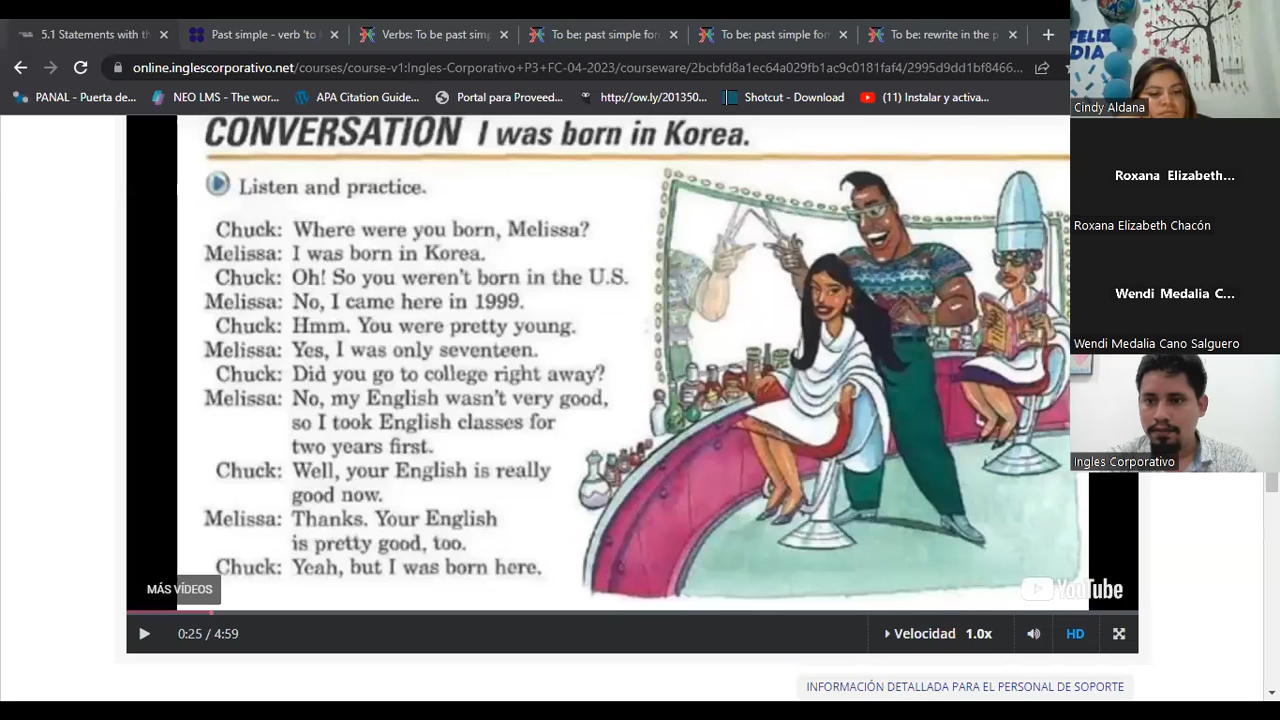 5.1 Statements with th
Past simple - verb 'to
Verbs: To be past sim
To be: past simple for
To be: past simple for
To be: rewrite in the p
online.inglescorporativo.net/courses/course-v1:Ingles-Corporativo+P3+FC-04-2023/courseware/2bcbfd8a1ec64a029fb1ac9c0181faf4/2995d9dd1bf8466...
PANAL - Puerta de...
NEO LMS - The wor...
APA Citation Guide...
Portal para Proveed...
http://ow.ly/201350...
Shotcut - Download
(11) Instalar y activa...
CONVERSATION I was born in Korea.
Listen and practice.
Chuck: Where were you born, Melissa?
Melissa: I was born in Korea.
Chuck: Oh! So you weren't born in the U.S.
Melissa: No, I came here in 1999.
Chuck: Hmm. You were pretty young.
Melissa: Yes, I was only seventeen.
Chuck: Did you go to college right away?
Melissa: No, my English wasn't very good,
so I took English classes for
two years first.
Chuck: Well, your English is really
good now.
Melissa: Thanks. Your English
is pretty good, too.
Chuck: Yeah, but I was born here.
MÁS VÍDEOS
YouTube
0:25 / 4:59
Velocidad 1.0x
HD
INFORMACIÓN DETALLADA PARA EL PERSONAL DE SOPORTE
FELIZ
DIA
Cindy Aldana
Roxana Elizabeth...
Roxana Elizabeth Chacón
Wendi Medalia C...
Wendi Medalia Cano Salguero
Ingles Corporativo